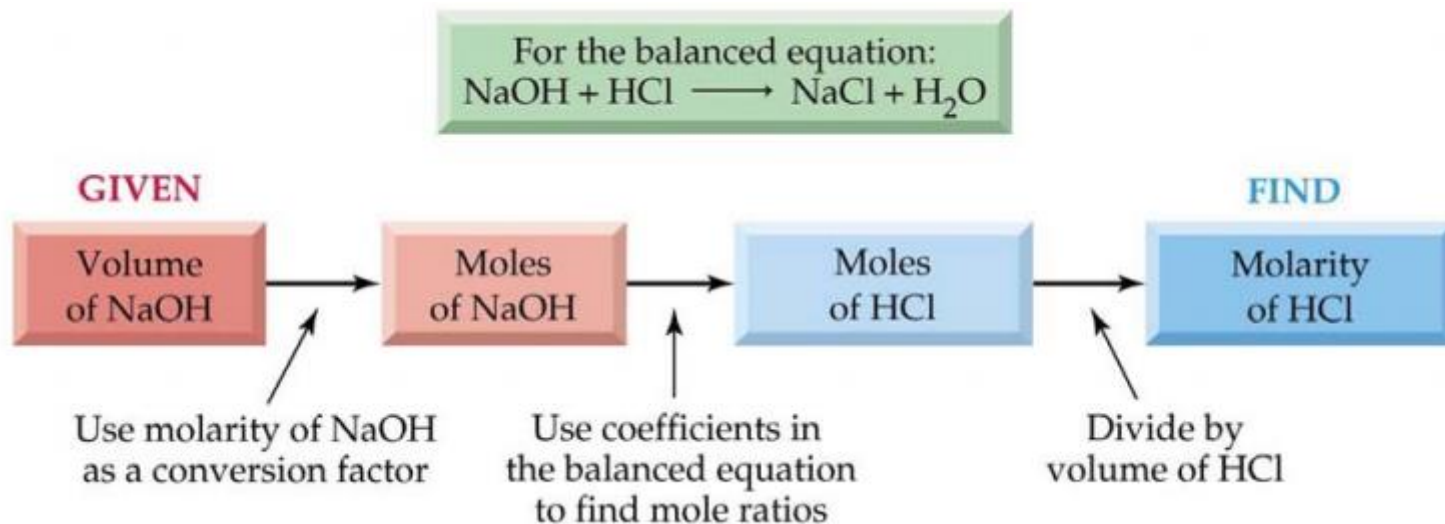 For the balanced equation:
NaOH + HCl ⟶ NaCl + H₂O
GIVEN
FIND
Volume
of NaOH
Moles
of NaOH
Moles
of HCl
Molarity
of HCl
Use molarity of NaOH
as a conversion factor
Use coefficients in
the balanced equation
to find mole ratios
Divide by
volume of HCl